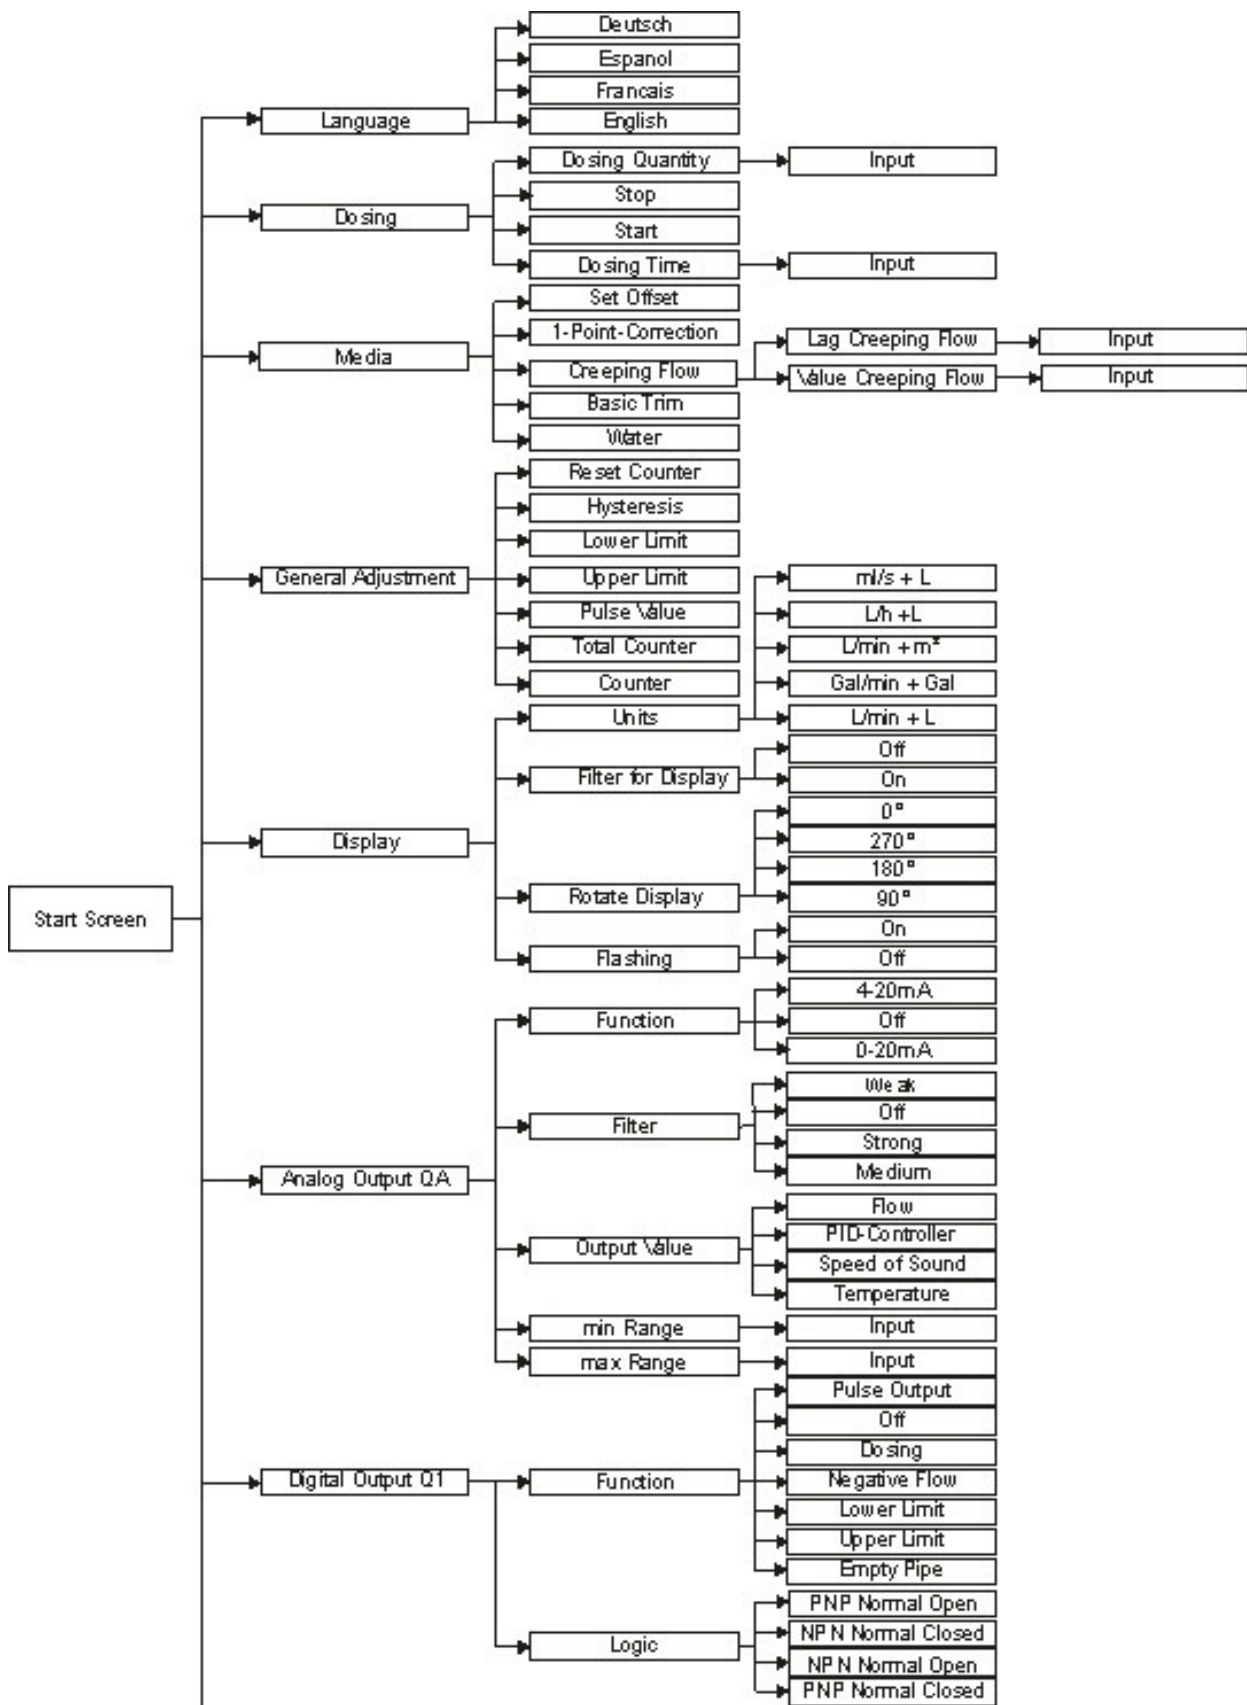 Deutsch
Espanol
Francais
Language
English
Dosing Quantity
Input
Stop
Dosing
Start
Dosing Time
Input
Set Offset
1-Point-Correction
Lag Creeping Flow
Input
Media
Creeping Flow
Value Creeping Flow
Input
Basic Trim
Water
Reset Counter
Hysteresis
Lower Limit
General Adjustment
Upper Limit
ml/s + L
Pulse Value
L/h +L
Total Counter
L/min + m³
Counter
Gal/min + Gal
Units
L/min + L
Off
Filter for Display
On
0°
Display
270°
180°
Rotate Display
90°
Start Screen
On
Flashing
Off
4-20mA
Function
Off
0-20mA
Weak
Off
Filter
Strong
Medium
Analog Output QA
Flow
PID-Controller
Output Value
Speed of Sound
Temperature
min Range
Input
max Range
Input
Pulse Output
Off
Dosing
Digital Output Q1
Function
Negative Flow
Lower Limit
Upper Limit
Empty Pipe
PNP Normal Open
NPN Normal Closed
Logic
NPN Normal Open
PNP Normal Closed